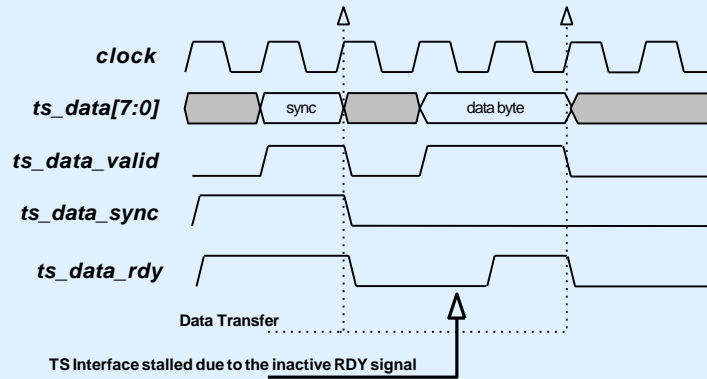 clock
ts_data[7:0]
sync
data byte
ts_data_valid
ts_data_sync
ts_data_rdy
Data Transfer
TS Interface stalled due to the inactive RDY signal